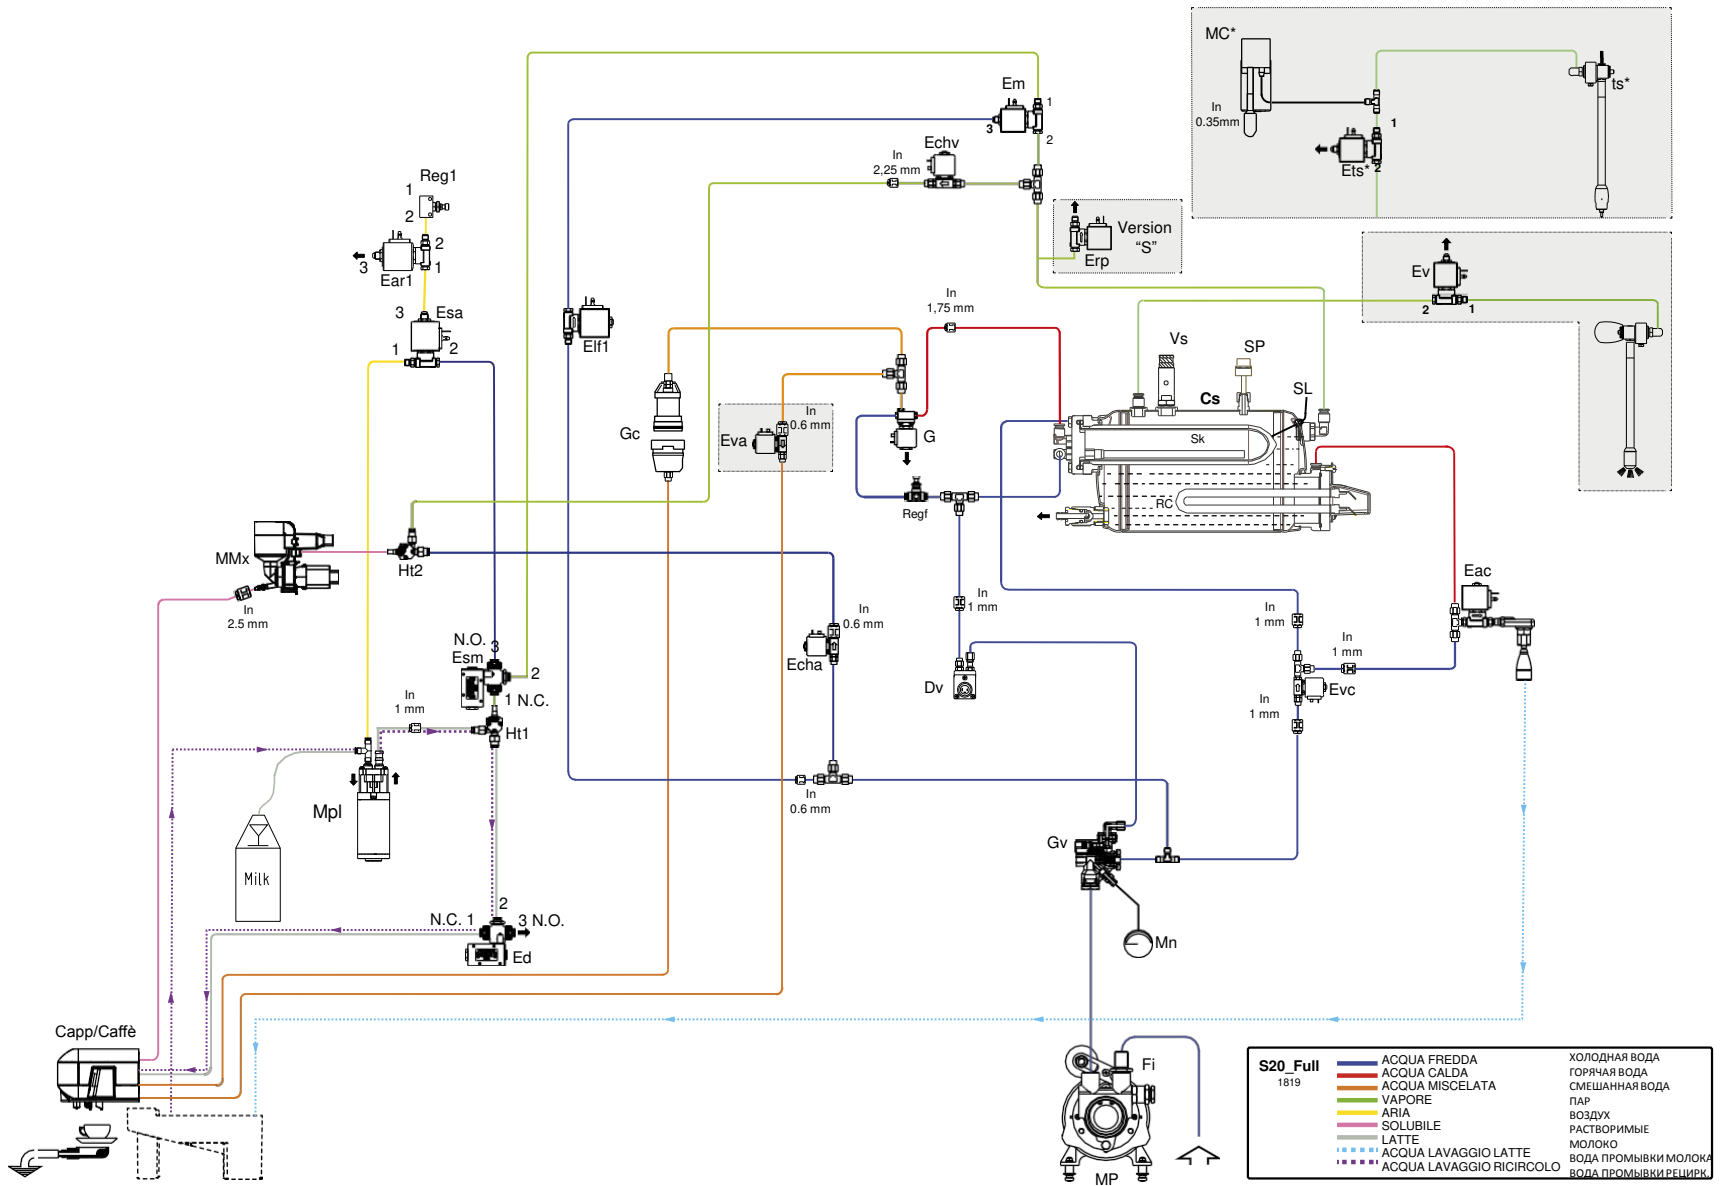 MC*
In
0.35mm
ts*
1
Ets*
2
Em
1
3
2
Echv
In
2,25 mm
Version
“S”
Erp
Ev
2
1
Reg1
1
2
2
3
1
Ear1
3
Esa
1
2
Elf1
In
1,75 mm
Vs
SP
SL
Cs
Sk
RC
Gc
Eva
In
0.6 mm
G
Regf
MMx
Ht2
In
2.5 mm
Eac
In
1 mm
In
1 mm
In
1 mm
In
0.6 mm
Echa
N.O.
3
Esm
2
1 N.C.
Dv
Evc
In
1 mm
In
1 mm
Ht1
Mpl
In
0.6 mm
Milk
Gv
2
N.C. 1
3 N.O.
Ed
Mn
Capp/Caffè
Fi
MP
S20_Full
1819
ACQUA FREDDA ХОЛОДНАЯ ВОДА
ACQUA CALDA ГОРЯЧАЯ ВОДА
ACQUA MISCELATA СМЕШАННАЯ ВОДА
VAPORE ПАР
ARIA ВОЗДУХ
SOLUBILE РАСТВОРИМЫЕ
LATTE МОЛОКО
ACQUA LAVAGGIO LATTE ВОДА ПРОМЫВКИ МОЛОКА
ACQUA LAVAGGIO RICIRCOLO ВОДА ПРОМЫВКИ РЕЦИРК.